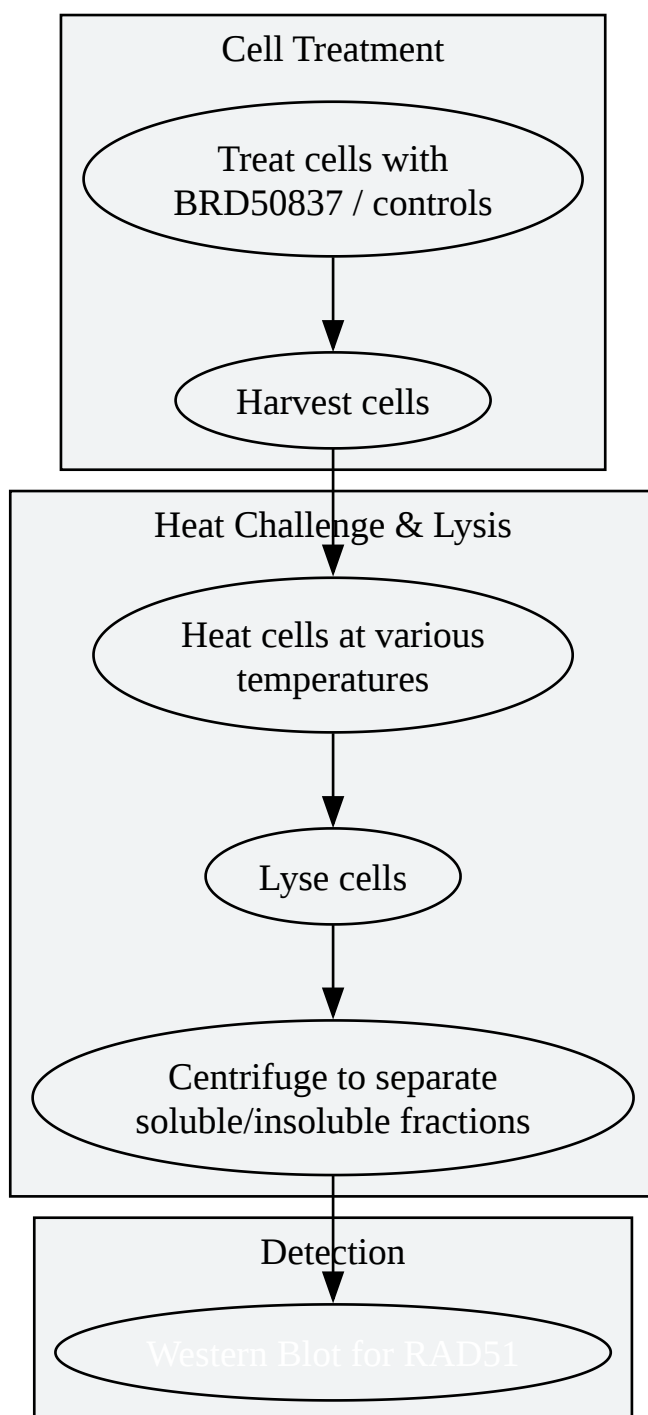 Cell Treatment
Treat cells with
BRD50837 / controls
Harvest cells
Heat Challenge & Lysis
Heat cells at various
temperatures
Lyse cells
Centrifuge to separate
soluble/insoluble fractions
Detection
Western Blot for RAD51